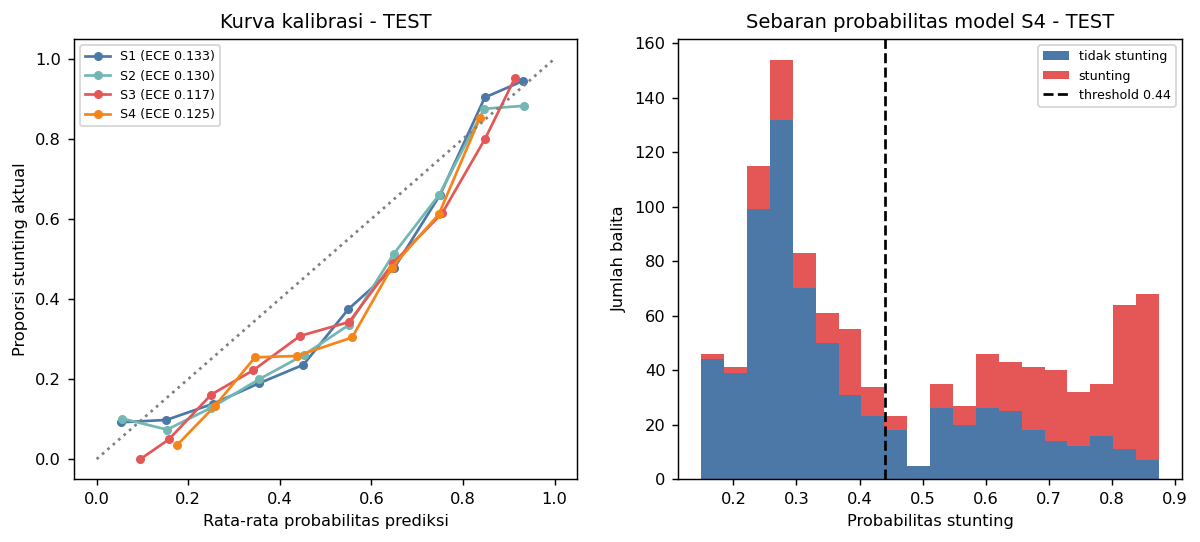 Kurva kalibrasi - TEST
S1 (ECE 0.133)
S2 (ECE 0.130)
S3 (ECE 0.117)
S4 (ECE 0.125)
1.0
0.8
0.6
0.4
0.2
0.0
Proporsi stunting aktual
0.0 0.2 0.4 0.6 0.8 1.0
Rata-rata probabilitas prediksi
Sebaran probabilitas model S4 - TEST
tidak stunting
stunting
threshold 0.44
160
140
120
100
80
60
40
20
0
Jumlah balita
0.2 0.3 0.4 0.5 0.6 0.7 0.8 0.9
Probabilitas stunting